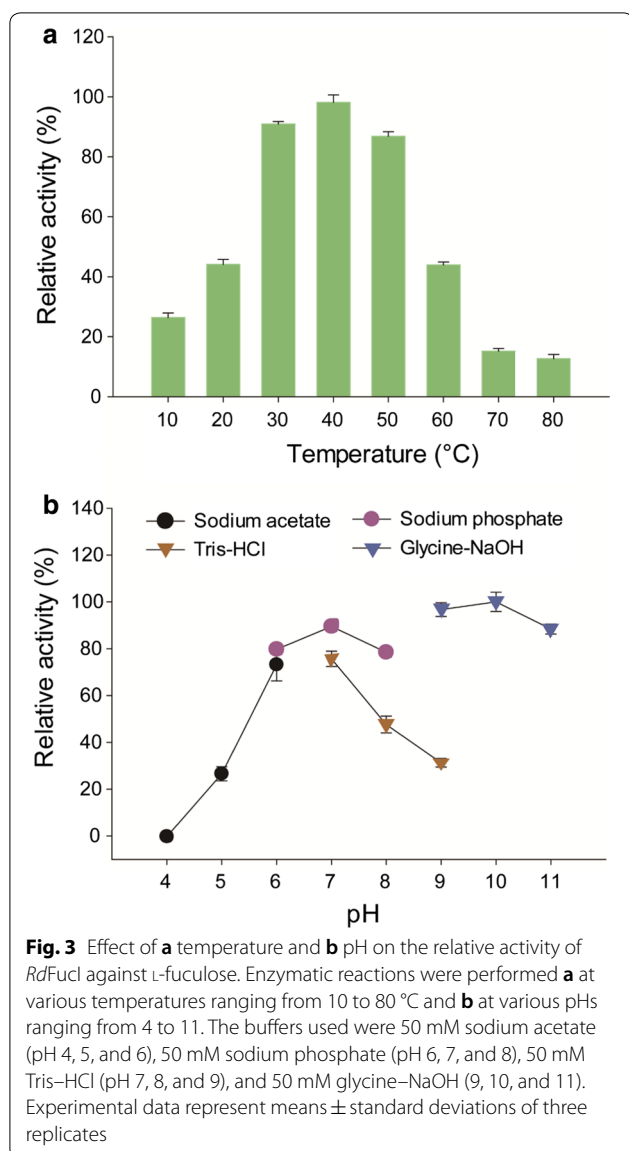 a
120
100
80
60
40
20
0
Relative activity (%)
10 20 30 40 50 60 70 80
Temperature (°C)
b
140
120
100
80
60
40
20
0
Relative activity (%)
Sodium acetate Sodium phosphate
Tris-HCl Glycine-NaOH
4 5 6 7 8 9 10 11
pH
Fig. 3 Effect of a temperature and b pH on the relative activity of
RdFucI against ʟ-fuculose. Enzymatic reactions were performed a at
various temperatures ranging from 10 to 80 °C and b at various pHs
ranging from 4 to 11. The buffers used were 50 mM sodium acetate
(pH 4, 5, and 6), 50 mM sodium phosphate (pH 6, 7, and 8), 50 mM
Tris–HCl (pH 7, 8, and 9), and 50 mM glycine–NaOH (9, 10, and 11).
Experimental data represent means ± standard deviations of three
replicates